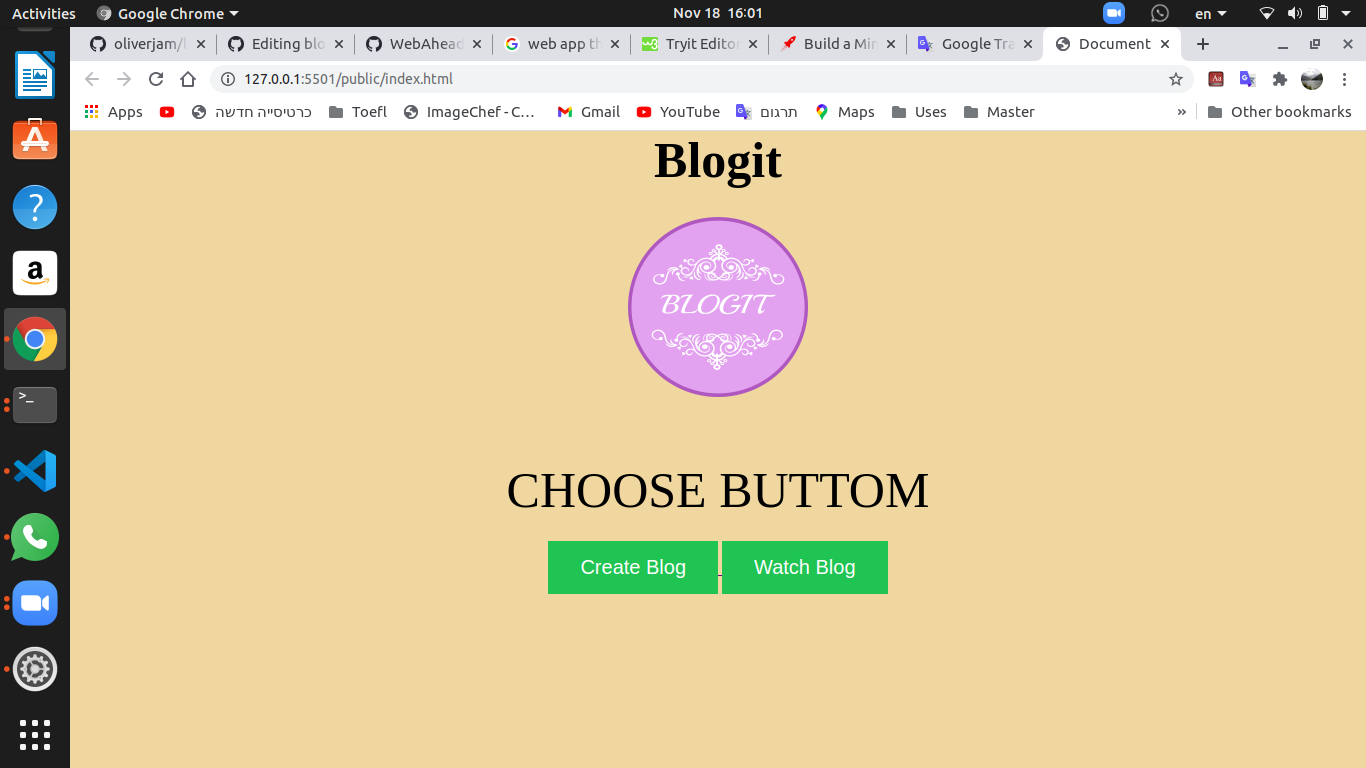 Activities Google Chrome Nov 18 16:01 en
oliverjam/l Editing blo WebAhead web app th Tryit Editor Build a Min Google Tra Document
127.0.0.1:5501/public/index.html
Apps כרטיסייה חדשה Toefl ImageChef - C... Gmail YouTube תרגום Maps Uses Master » Other bookmarks
Blogit
BLOGIT
CHOOSE BUTTOM
Create Blog Watch Blog